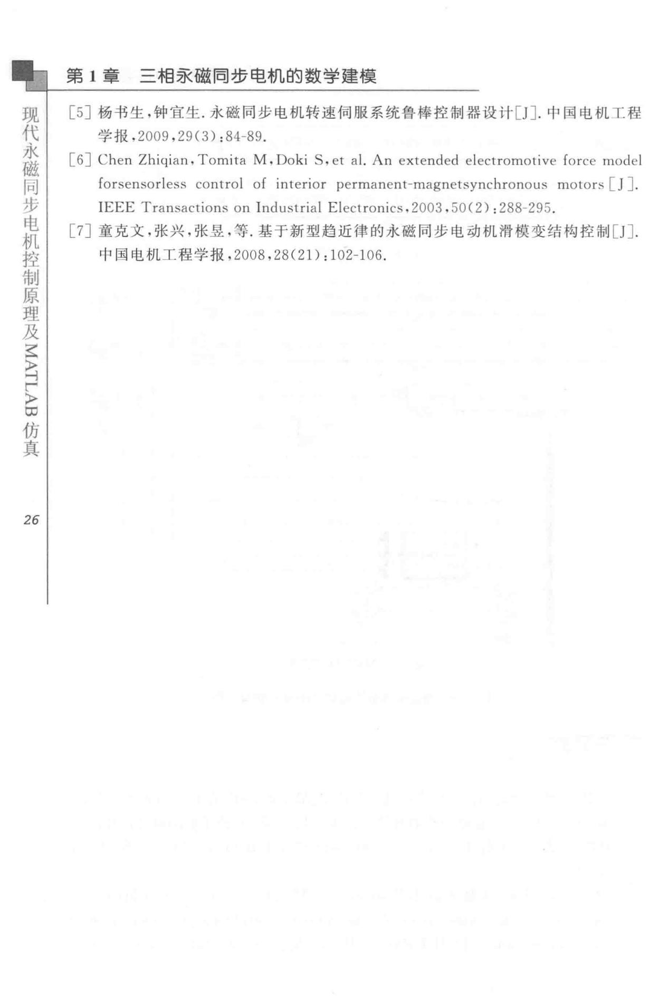 第 1 章 三相永磁同步电机的数学建模
[5] 杨书生,钟宜生. 永磁同步电机转速伺服系统鲁棒控制器设计[J]. 中国电机工程
学报,2009,29(3):84-89.
[6] Chen Zhiqian,Tomita M,Doki S,et al. An extended electromotive force model
forsensorless control of interior permanent-magnetsynchronous motors[J].
IEEE Transactions on Industrial Electronics,2003,50(2):288-295.
[7] 童克文,张兴,张昱,等. 基于新型趋近律的永磁同步电动机滑模变结构控制[J].
中国电机工程学报,2008,28(21):102-106.
现代永磁同步电机控制原理及MATLAB仿真
26